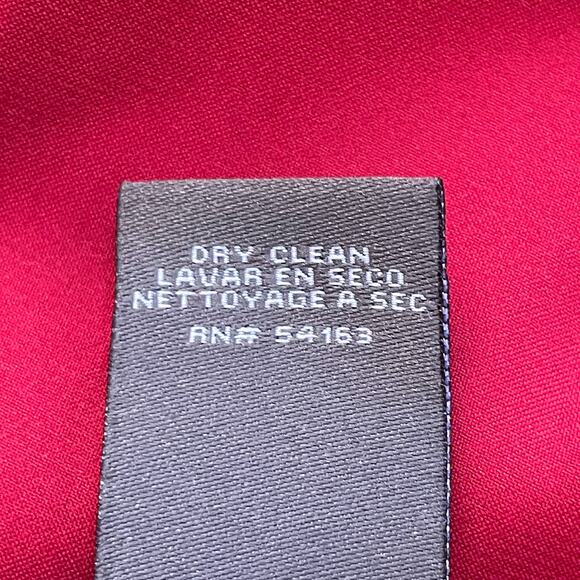 DRY CLEAN
LAVAR EN SECO
NETTOYAGE A SEC
RN# 54163